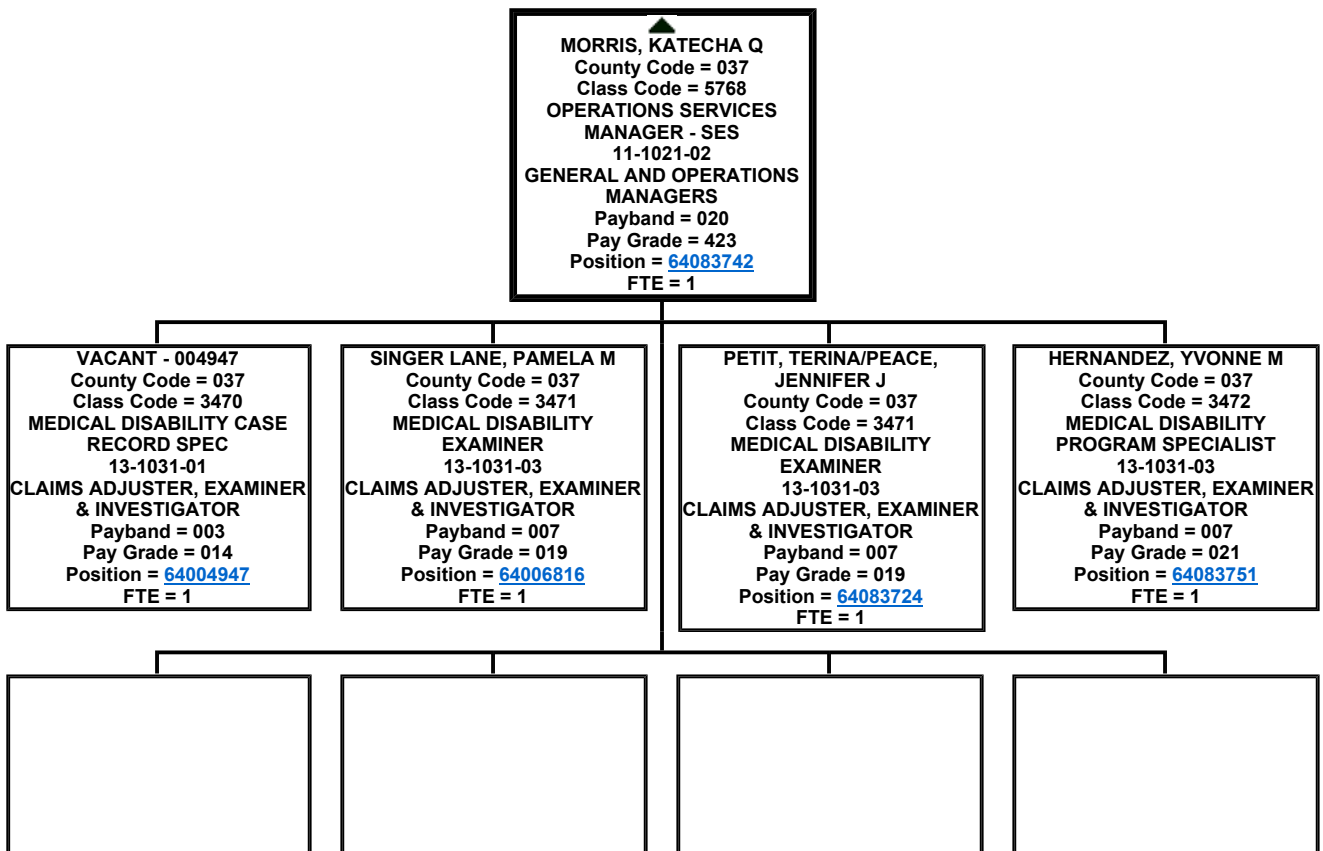 MORRIS, KATECHA Q
County Code = 037
Class Code = 5768
OPERATIONS SERVICES
MANAGER - SES
11-1021-02
GENERAL AND OPERATIONS
MANAGERS
Payband = 020
Pay Grade = 423
Position = 64083742
FTE = 1
VACANT - 004947
County Code = 037
Class Code = 3470
MEDICAL DISABILITY CASE
RECORD SPEC
13-1031-01
CLAIMS ADJUSTER, EXAMINER
& INVESTIGATOR
Payband = 003
Pay Grade = 014
Position = 64004947
FTE = 1
SINGER LANE, PAMELA M
County Code = 037
Class Code = 3471
MEDICAL DISABILITY
EXAMINER
13-1031-03
CLAIMS ADJUSTER, EXAMINER
& INVESTIGATOR
Payband = 007
Pay Grade = 019
Position = 64006816
FTE = 1
PETIT, TERINA/PEACE,
JENNIFER J
County Code = 037
Class Code = 3471
MEDICAL DISABILITY
EXAMINER
13-1031-03
CLAIMS ADJUSTER, EXAMINER
& INVESTIGATOR
Payband = 007
Pay Grade = 019
Position = 64083724
FTE = 1
HERNANDEZ, YVONNE M
County Code = 037
Class Code = 3472
MEDICAL DISABILITY
PROGRAM SPECIALIST
13-1031-03
CLAIMS ADJUSTER, EXAMINER
& INVESTIGATOR
Payband = 007
Pay Grade = 021
Position = 64083751
FTE = 1